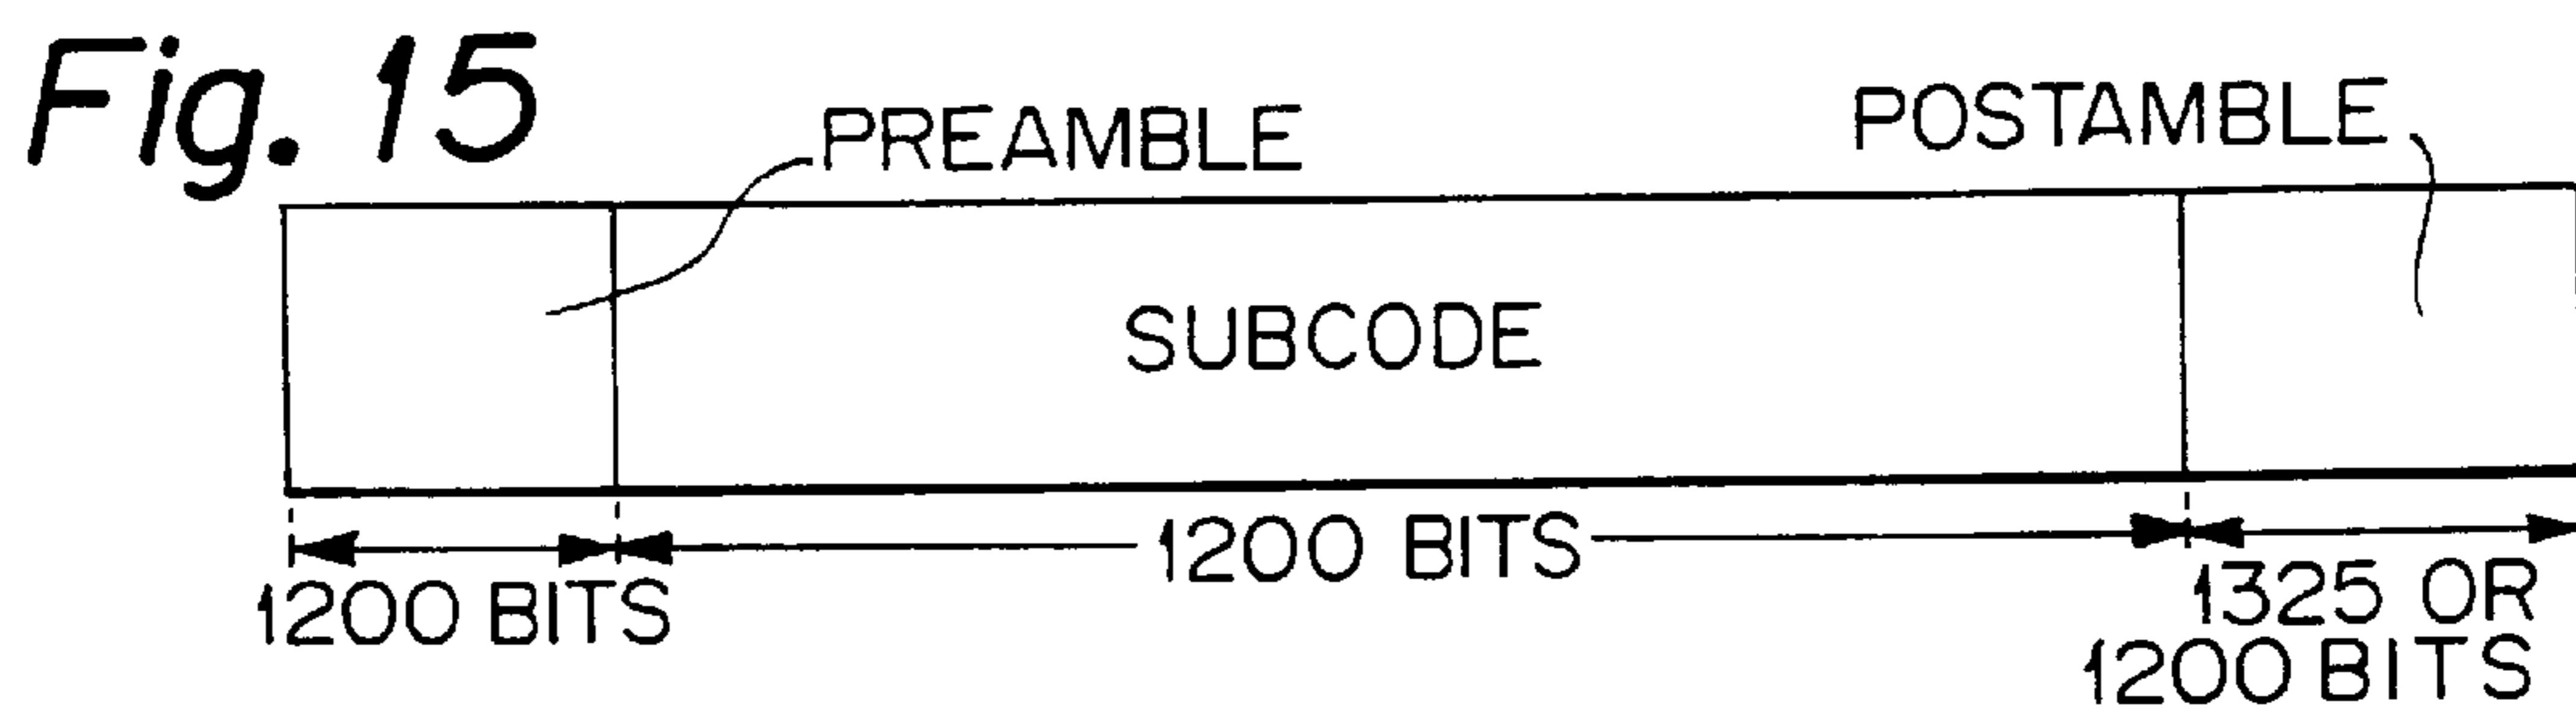 Fig. 15
PREAMBLE
POSTAMBLE
SUBCODE
1200 BITS
1200 BITS
1325 OR
1200 BITS